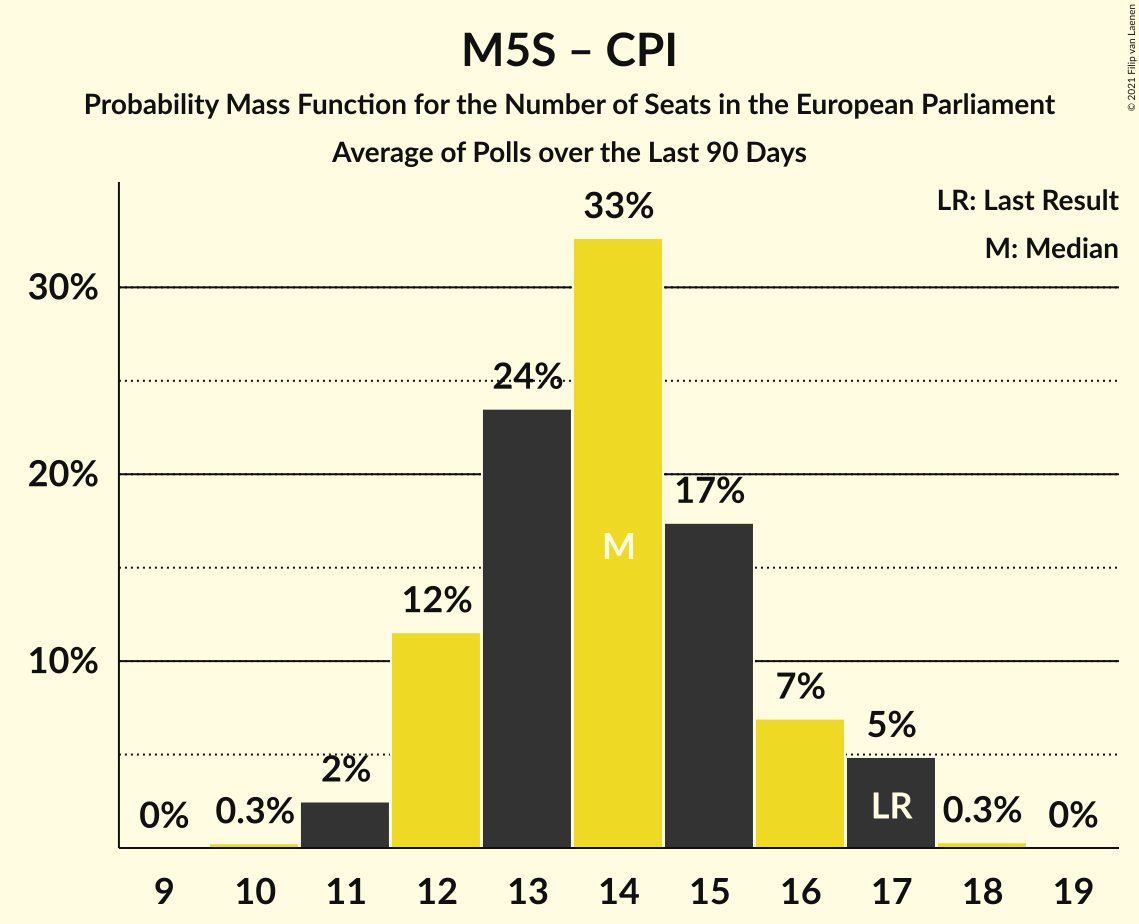 M5S – CPI
Probability Mass Function for the Number of Seats in the European Parliament
Average of Polls over the Last 90 Days
© 2021 Filip van Laenen
LR: Last Result
M: Median
33%
30%
24%
20%
17%
M
12%
10%
7%
5%
2%
LR
0%
0.3%
0.3%
0%
9 10 11 12 13 14 15 16 17 18 19